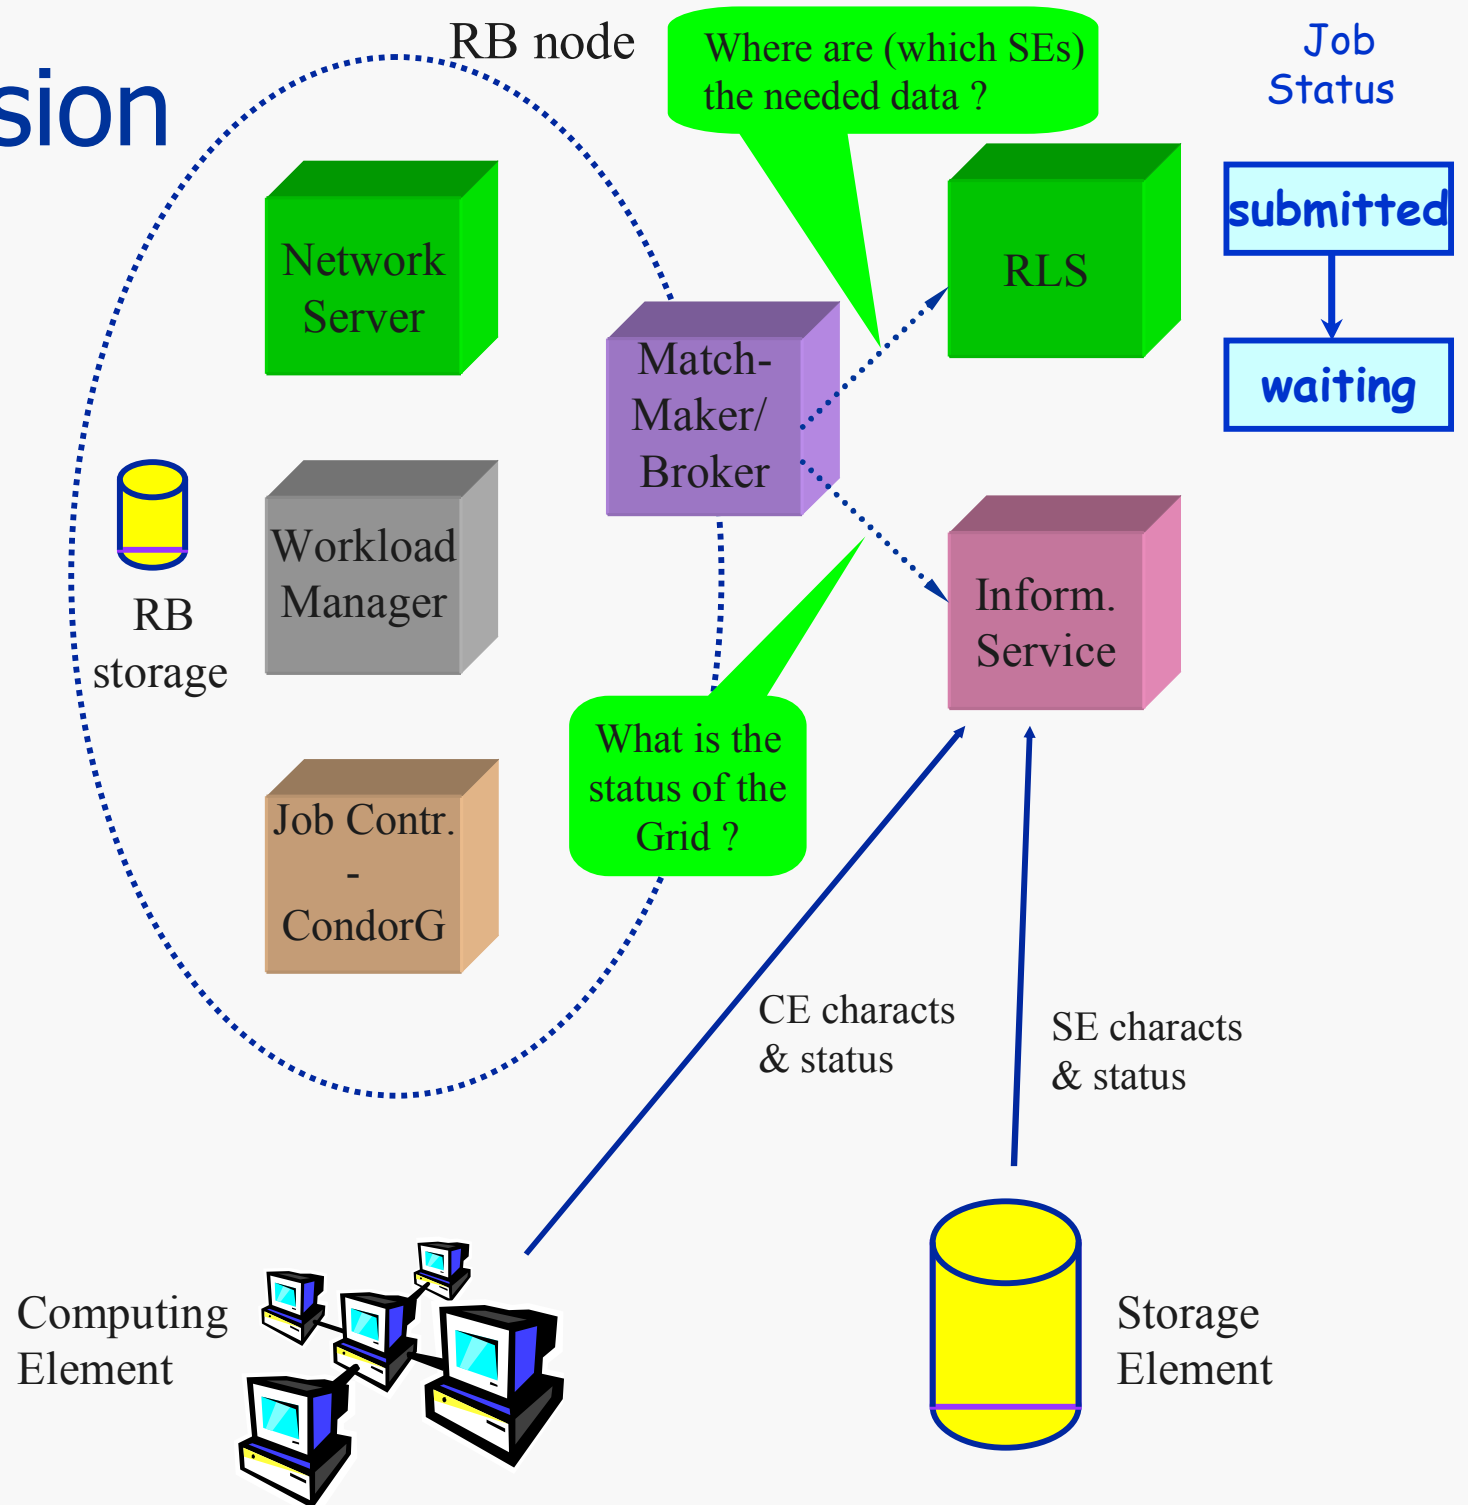 sion
RB node
Where are (which SEs)
the needed data ?
Job
Status
Network
Server
RLS
submitted
waiting
Match-
Maker/
Broker
Workload
Manager
RB
storage
Inform.
Service
What is the
status of the
Grid ?
Job Contr.
-
CondorG
CE characts
& status
SE characts
& status
Computing
Element
Storage
Element